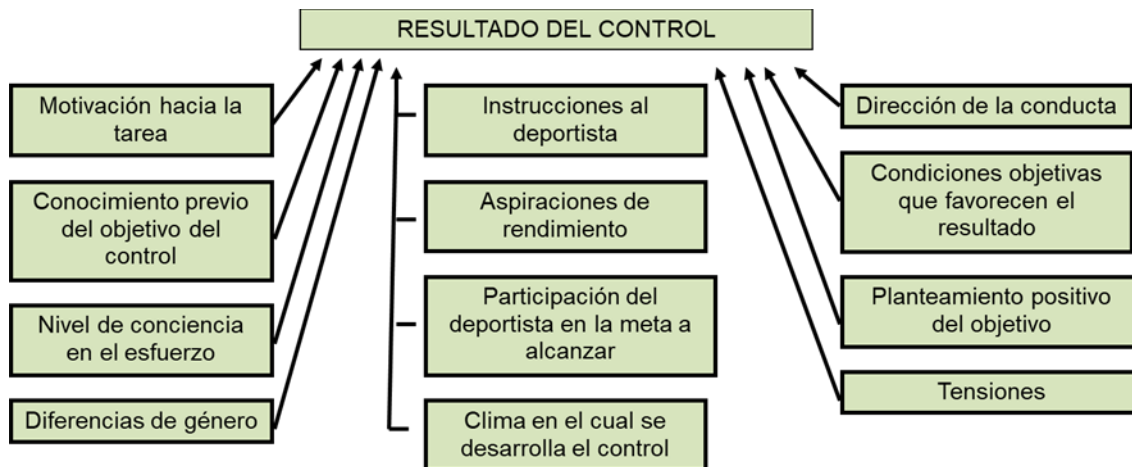 RESULTADO DEL CONTROL
Motivación hacia la
tarea
Conocimiento previo
del objetivo del
control
Nivel de conciencia
en el esfuerzo
Diferencias de género
Instrucciones al
deportista
Aspiraciones de
rendimiento
Participación del
deportista en la meta a
alcanzar
Clima en el cual se
desarrolla el control
Dirección de la conducta
Condiciones objetivas
que favorecen el
resultado
Planteamiento positivo
del objetivo
Tensiones